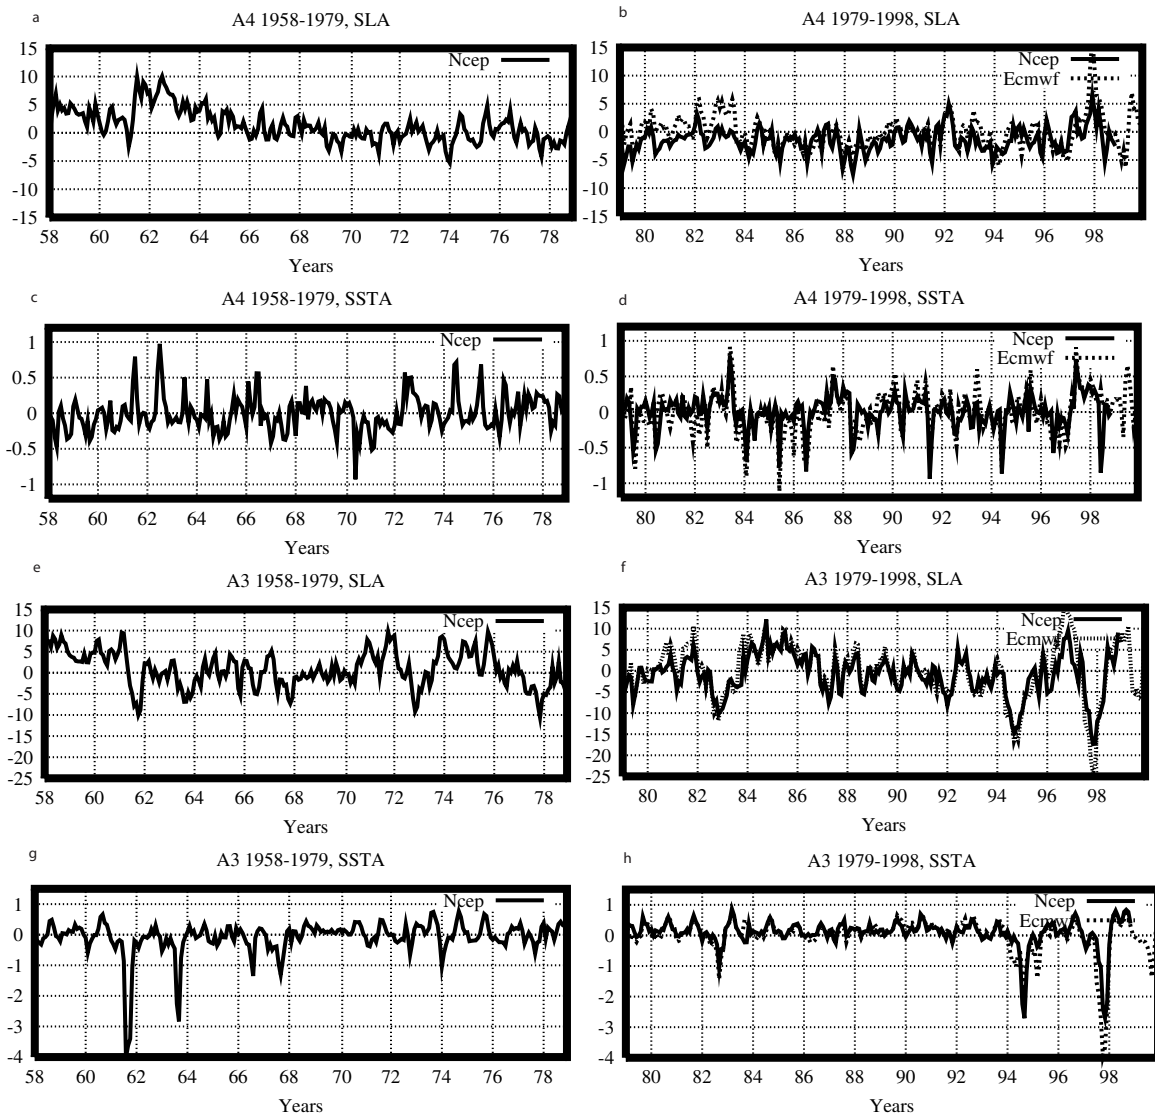 a
A4 1958-1979, SLA
Ncep
15
10
5
0
-5
-10
-15
58 60 62 64 66 68 70 72 74 76 78
Years
b
A4 1979-1998, SLA
Ncep
Ecmwf
15
10
5
0
-5
-10
-15
80 82 84 86 88 90 92 94 96 98
Years
c
A4 1958-1979, SSTA
Ncep
1
0.5
0
-0.5
-1
58 60 62 64 66 68 70 72 74 76 78
Years
d
A4 1979-1998, SSTA
Ncep
Ecmwf
1
0.5
0
-0.5
-1
80 82 84 86 88 90 92 94 96 98
Years
e
A3 1958-1979, SLA
Ncep
15
10
5
0
-5
-10
-15
-20
-25
58 60 62 64 66 68 70 72 74 76 78
Years
f
A3 1979-1998, SLA
Ncep
Ecmwf
15
10
5
0
-5
-10
-15
-20
-25
80 82 84 86 88 90 92 94 96 98
Years
g
A3 1958-1979, SSTA
Ncep
1
0
-1
-2
-3
-4
58 60 62 64 66 68 70 72 74 76 78
Years
h
A3 1979-1998, SSTA
Ncep
Ecmwf
1
0
-1
-2
-3
-4
80 82 84 86 88 90 92 94 96 98
Years